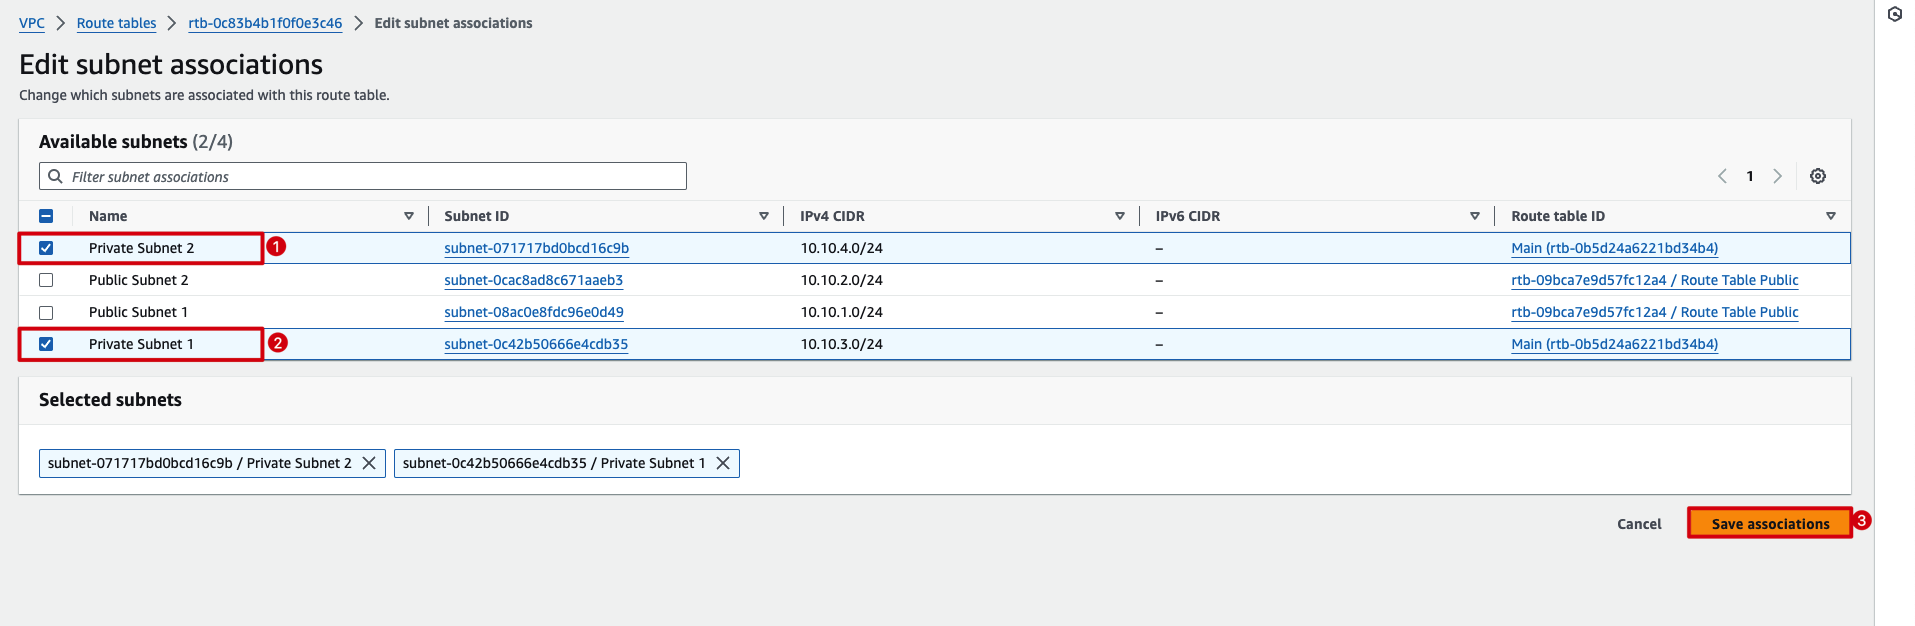 VPC > Route tables > rtb-0c83b4b1f0f0e3c46 > Edit subnet associations
Edit subnet associations
Change which subnets are associated with this route table.
Available subnets (2/4)
Filter subnet associations
1
Name Subnet ID IPv4 CIDR IPv6 CIDR Route table ID
Private Subnet 2 1 subnet-071717bd0bcd16c9b 10.10.4.0/24 – Main (rtb-0b5d24a6221bd34b4)
Public Subnet 2 subnet-0cac8ad8c671aaeb3 10.10.2.0/24 – rtb-09bca7e9d57fc12a4 / Route Table Public
Public Subnet 1 subnet-08ac0e8fdc96e0d49 10.10.1.0/24 – rtb-09bca7e9d57fc12a4 / Route Table Public
Private Subnet 1 2 subnet-0c42b50666e4cdb35 10.10.3.0/24 – Main (rtb-0b5d24a6221bd34b4)
Selected subnets
subnet-071717bd0bcd16c9b / Private Subnet 2 subnet-0c42b50666e4cdb35 / Private Subnet 1
Cancel Save associations 3